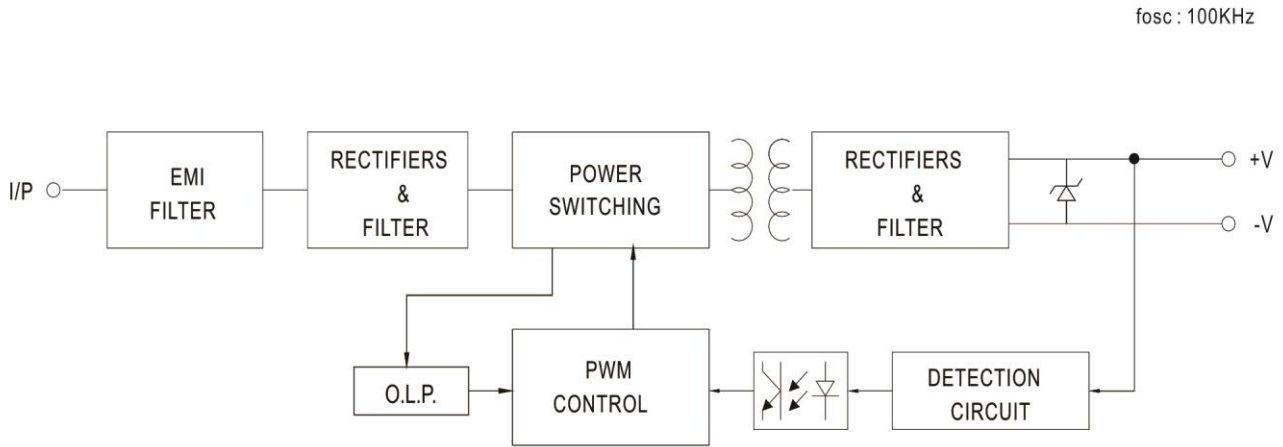 fosc : 100KHz
I/P
EMI
FILTER
RECTIFIERS
&
FILTER
POWER
SWITCHING
RECTIFIERS
&
FILTER
+V
-V
O.L.P.
PWM
CONTROL
DETECTION
CIRCUIT